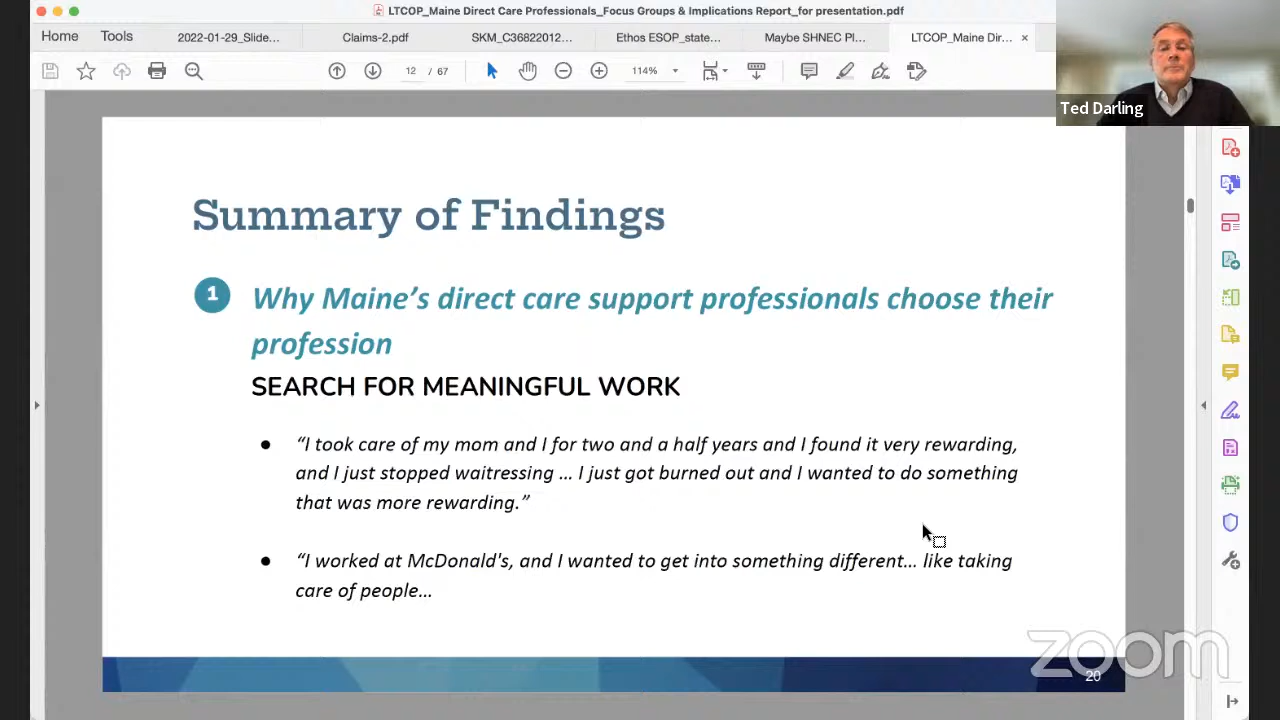 LTCOP_Maine Direct Care Professionals_Focus Groups & Implications Report_for presentation.pdf
Home
Tools
2022-01-29_Slide...
Claims-2.pdf
SKM_C36822012...
Ethos ESOP_state...
Maybe SHNEC Pl...
LTCOP_Maine Dir...
12 / 67
114%
Ted Darling
Summary of Findings
1 Why Maine’s direct care support professionals choose their
profession
SEARCH FOR MEANINGFUL WORK
● “I took care of my mom and I for two and a half years and I found it very rewarding,
and I just stopped waitressing … I just got burned out and I wanted to do something
that was more rewarding.”
● “I worked at McDonald's, and I wanted to get into something different… like taking
care of people…
zoom
20